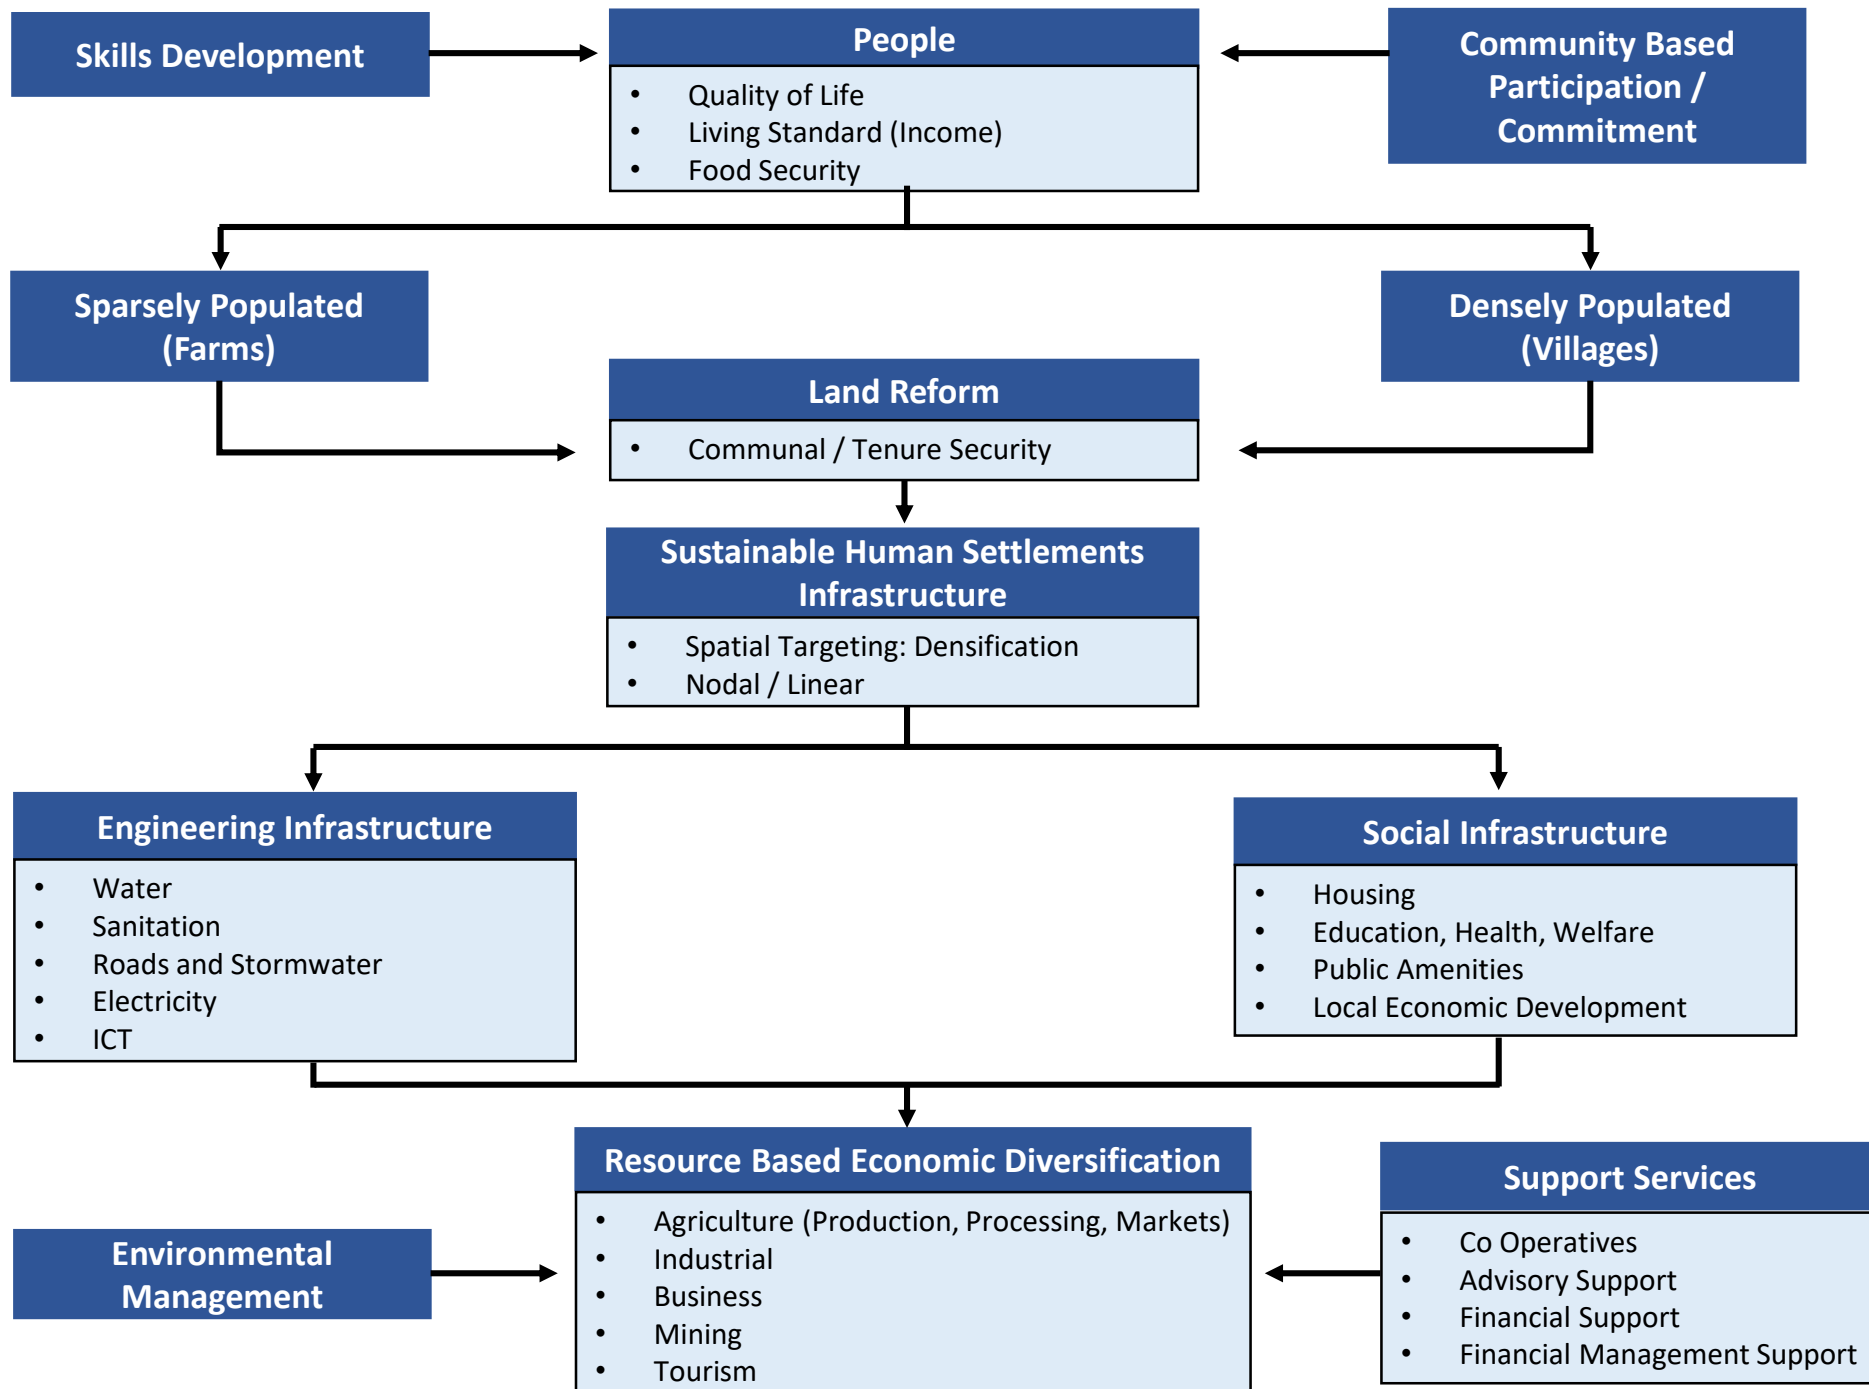 Skills Development
People
• Quality of Life
• Living Standard (Income)
• Food Security
Community Based
Participation /
Commitment
Sparsely Populated
(Farms)
Densely Populated
(Villages)
Land Reform
• Communal / Tenure Security
Sustainable Human Settlements
Infrastructure
• Spatial Targeting: Densification
• Nodal / Linear
Engineering Infrastructure
• Water
• Sanitation
• Roads and Stormwater
• Electricity
• ICT
Social Infrastructure
• Housing
• Education, Health, Welfare
• Public Amenities
• Local Economic Development
Resource Based Economic Diversification
• Agriculture (Production, Processing, Markets)
• Industrial
• Business
• Mining
• Tourism
Environmental
Management
Support Services
• Co Operatives
• Advisory Support
• Financial Support
• Financial Management Support